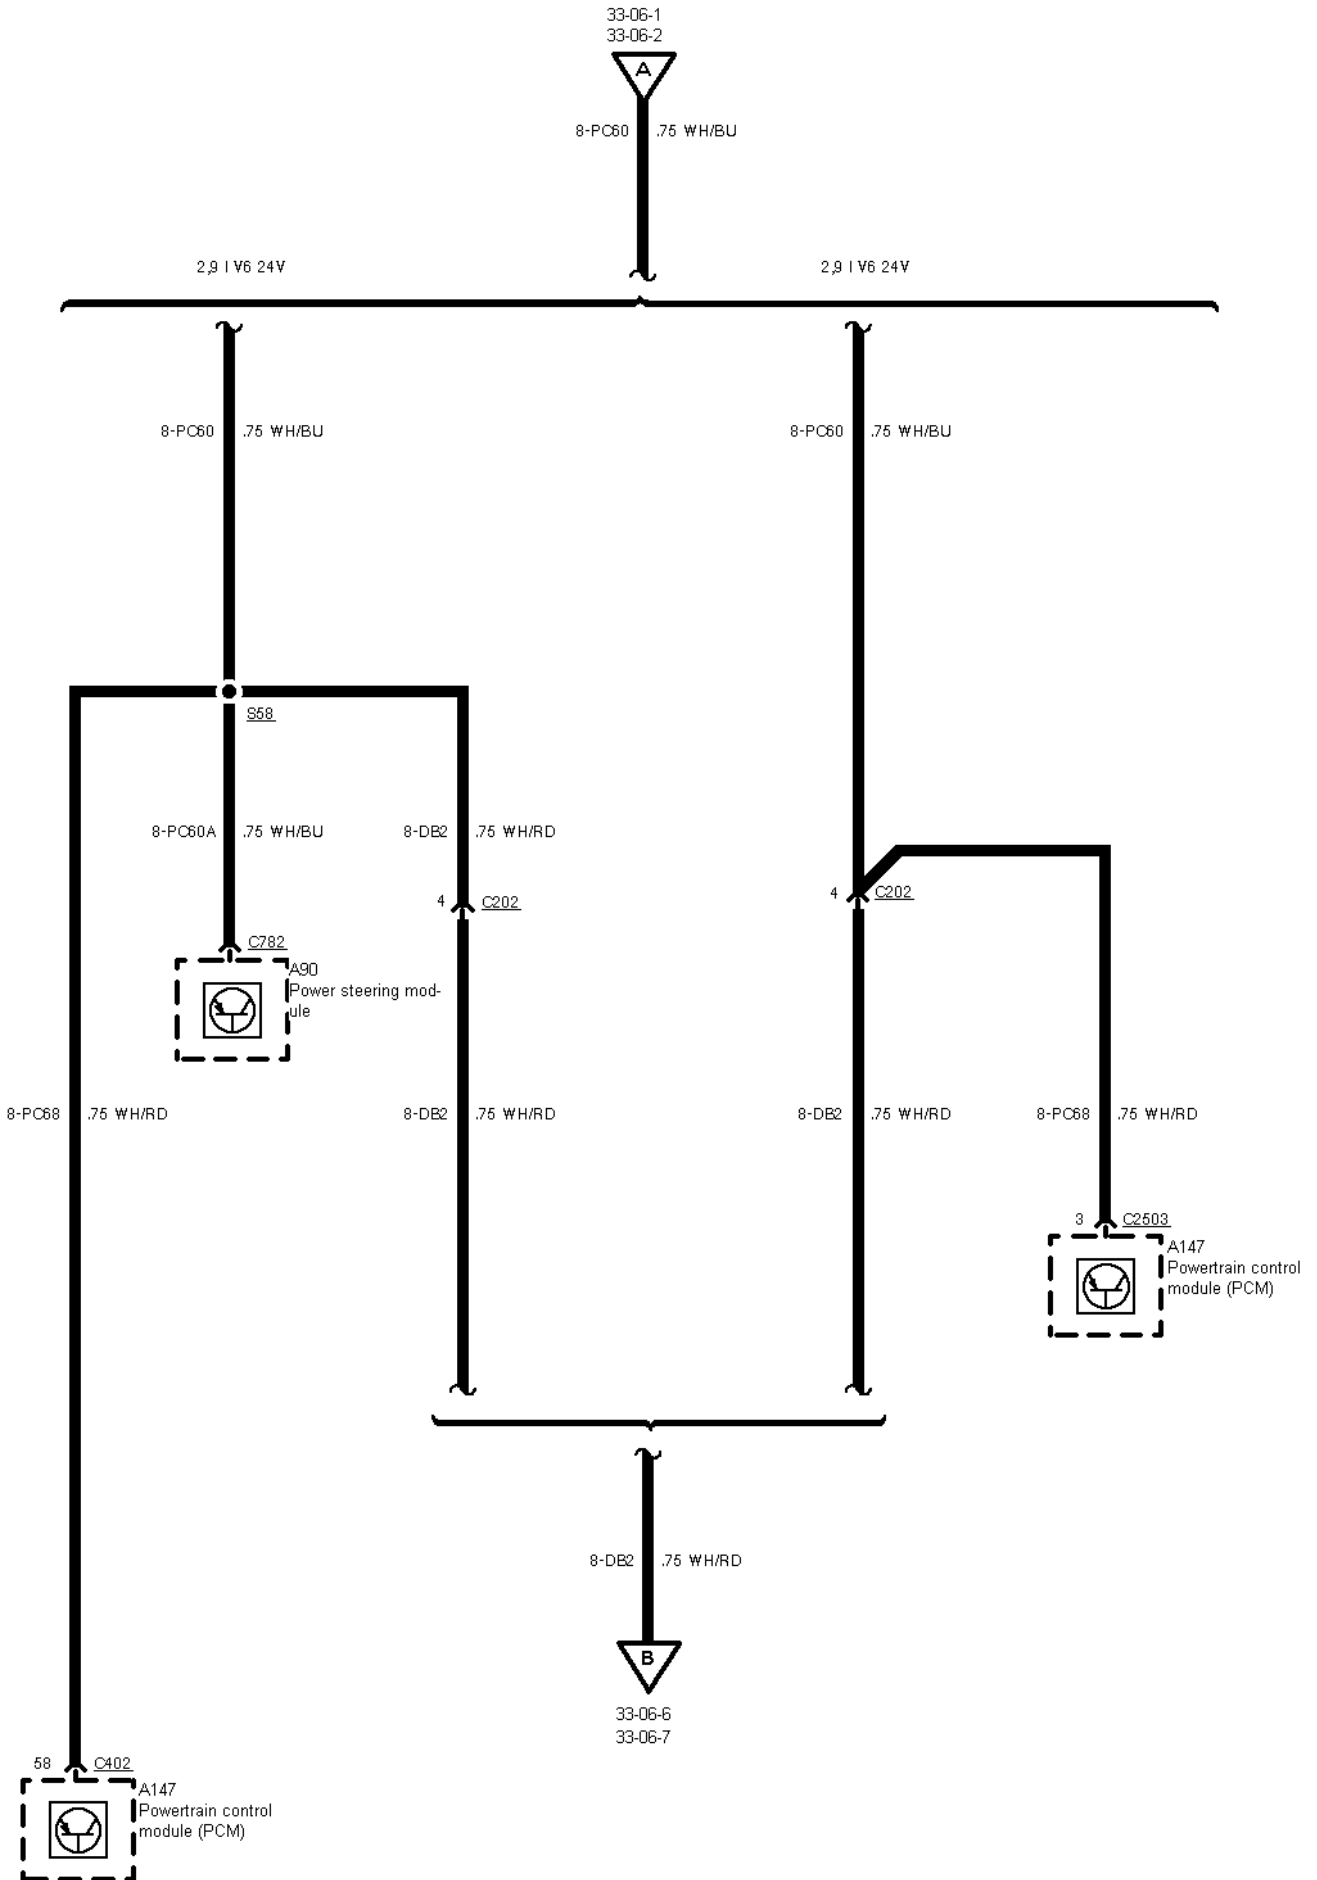 33-06-1
33-06-2
A
8-PC60 .75 WH/BU
2,9 l V6 24V 2,9 l V6 24V
8-PC60 .75 WH/BU 8-PC60 .75 WH/BU
S58
8-PC60A .75 WH/BU 8-DB2 .75 WH/RD
4 C202 4 C202
C782
A90
Power steering mod-
ule
8-PC68 .75 WH/RD 8-DB2 .75 WH/RD 8-DB2 .75 WH/RD 8-PC68 .75 WH/RD
3 C2503
A147
Powertrain control
module (PCM)
8-DB2 .75 WH/RD
B
33-06-6
33-06-7
58 C402
A147
Powertrain control
module (PCM)